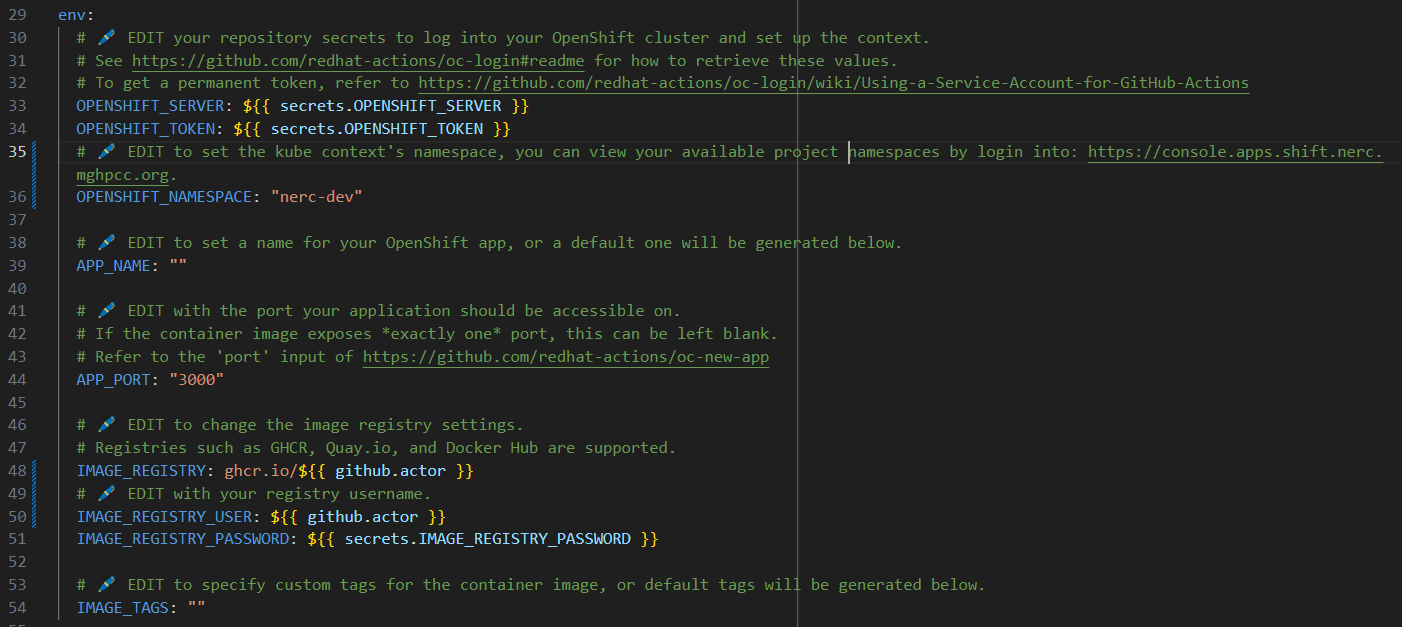 29 env:
30 # 🖊️ EDIT your repository secrets to log into your OpenShift cluster and set up the context.
31 # See https://github.com/redhat-actions/oc-login#readme for how to retrieve these values.
32 # To get a permanent token, refer to https://github.com/redhat-actions/oc-login/wiki/Using-a-Service-Account-for-GitHub-Actions
33 OPENSHIFT_SERVER: ${{ secrets.OPENSHIFT_SERVER }}
34 OPENSHIFT_TOKEN: ${{ secrets.OPENSHIFT_TOKEN }}
35 # 🖊️ EDIT to set the kube context's namespace, you can view your available project namespaces by login into: https://console.apps.shift.nerc.
mghpcc.org.
36 OPENSHIFT_NAMESPACE: "nerc-dev"
37
38 # 🖊️ EDIT to set a name for your OpenShift app, or a default one will be generated below.
39 APP_NAME: ""
40
41 # 🖊️ EDIT with the port your application should be accessible on.
42 # If the container image exposes *exactly one* port, this can be left blank.
43 # Refer to the 'port' input of https://github.com/redhat-actions/oc-new-app
44 APP_PORT: "3000"
45
46 # 🖊️ EDIT to change the image registry settings.
47 # Registries such as GHCR, Quay.io, and Docker Hub are supported.
48 IMAGE_REGISTRY: ghcr.io/${{ github.actor }}
49 # 🖊️ EDIT with your registry username.
50 IMAGE_REGISTRY_USER: ${{ github.actor }}
51 IMAGE_REGISTRY_PASSWORD: ${{ secrets.IMAGE_REGISTRY_PASSWORD }}
52
53 # 🖊️ EDIT to specify custom tags for the container image, or default tags will be generated below.
54 IMAGE_TAGS: ""